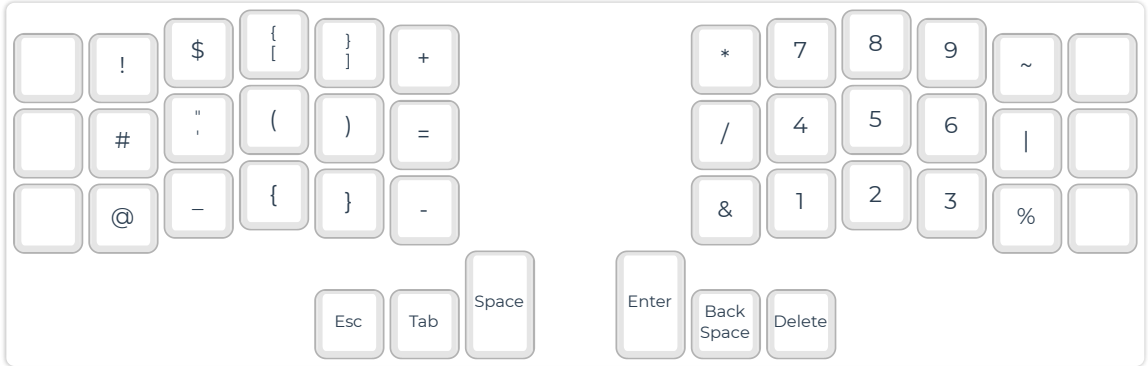 ! $ { } + * 7 8 9 ~
[ ]
# " ( ) = / 4 5 6 |
'
@ _ { } - & 1 2 3 %
Esc Tab Space Enter Back Delete
Space